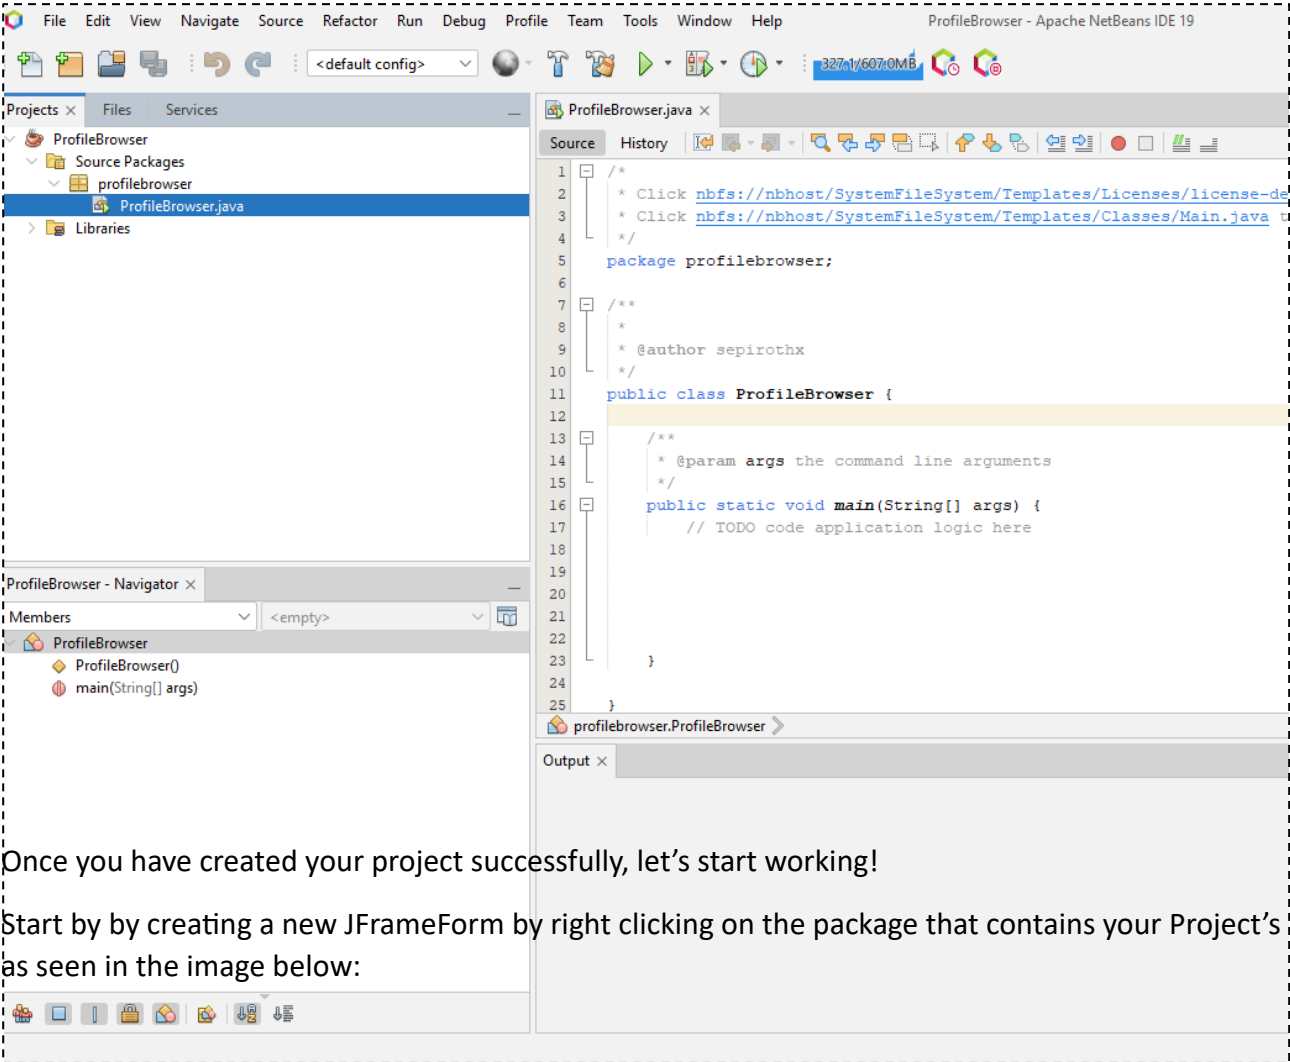 File Edit View Navigate Source Refactor Run Debug Profile Team Tools Window Help ProfileBrowser - Apache NetBeans IDE 19
<default config> 327.1/607.0MB
Projects Files Services
ProfileBrowser
Source Packages
profilebrowser
ProfileBrowser.java
Libraries
ProfileBrowser.java
Source History
1 /*
2 * Click nbfs://nbhost/SystemFileSystem/Templates/Licenses/license-de
3 * Click nbfs://nbhost/SystemFileSystem/Templates/Classes/Main.java t
4 */
5 package profilebrowser;
6
7 /**
8 *
9 * @author sepirothx
10 */
11 public class ProfileBrowser {
12
13 /**
14 * @param args the command line arguments
15 */
16 public static void main(String[] args) {
17 // TODO code application logic here
18
19
20
21
22
23 }
24
25 }
profilebrowser.ProfileBrowser
ProfileBrowser - Navigator
Members <empty>
ProfileBrowser
ProfileBrowser()
main(String[] args)
Output
Once you have created your project successfully, let’s start working!
Start by by creating a new JFrameForm by right clicking on the package that contains your Project’s
as seen in the image below: